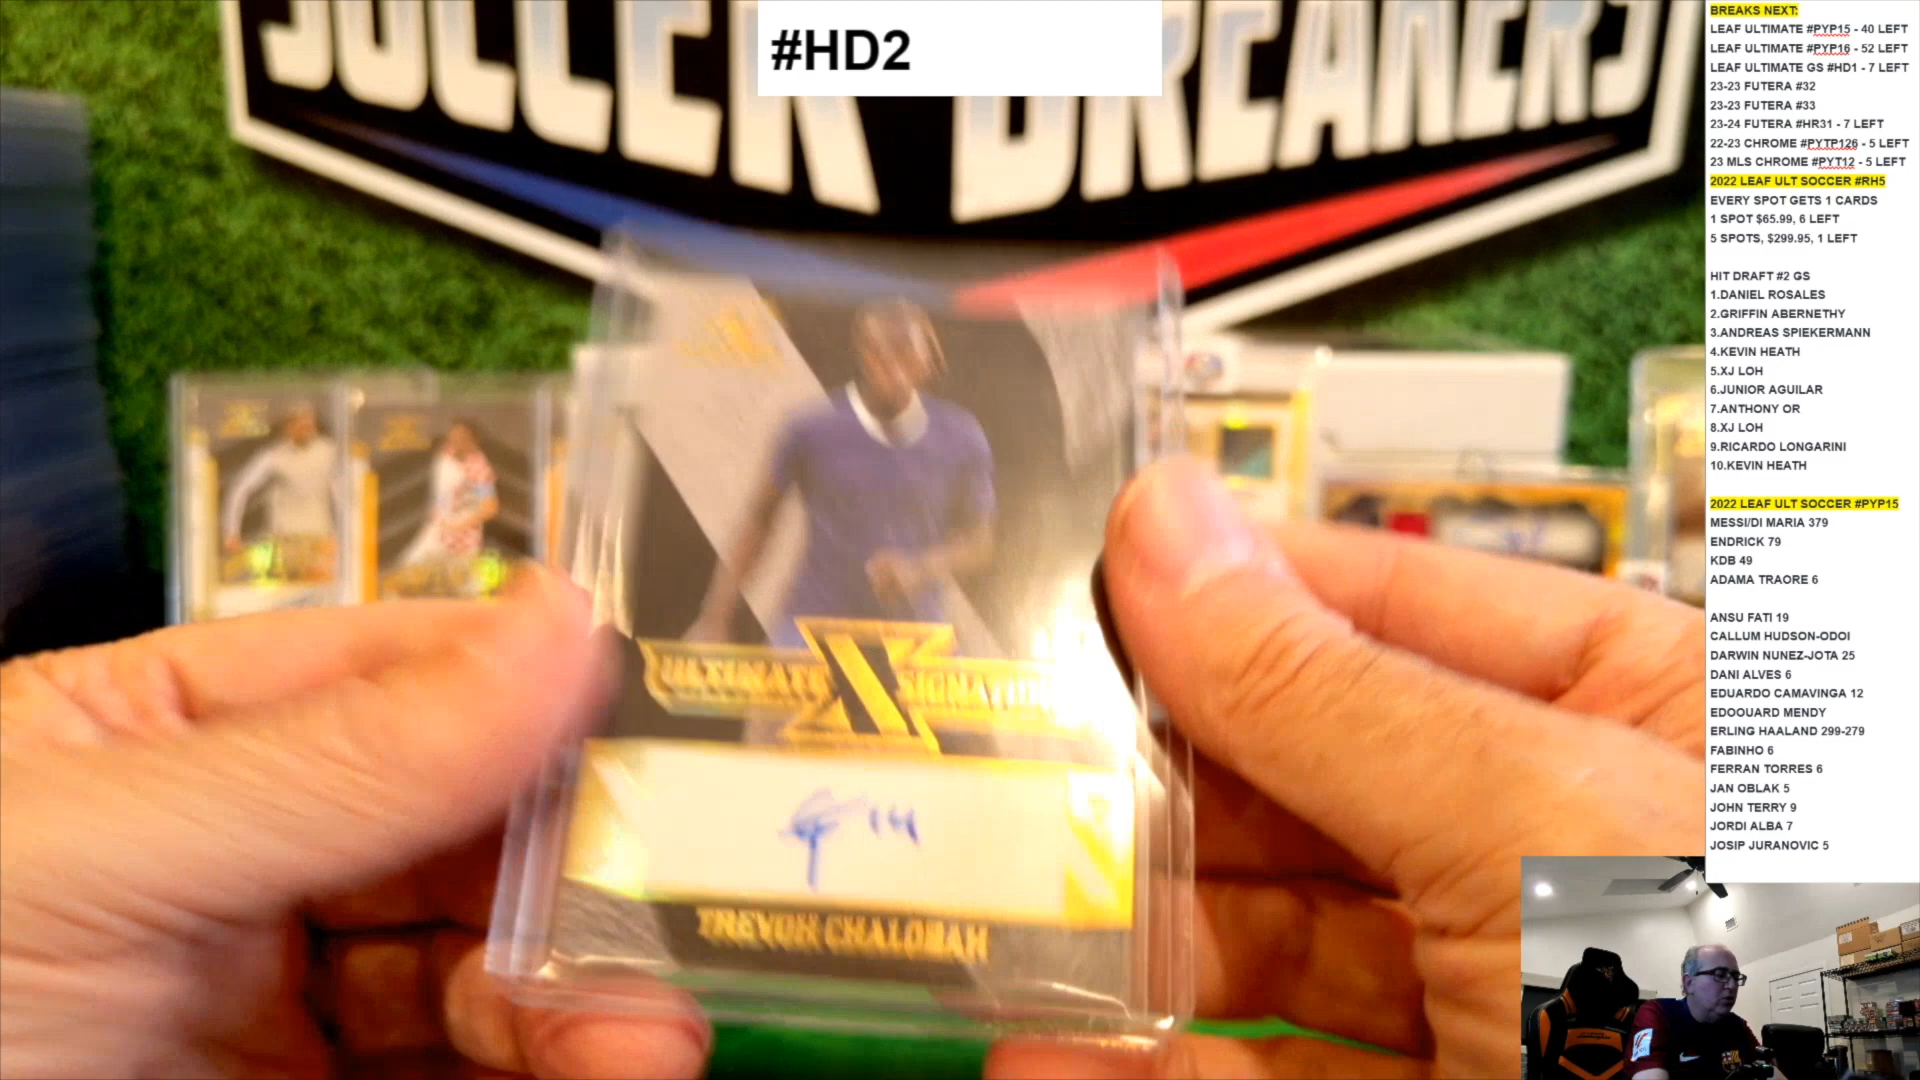 SOCCER BREAKERS
#HD2
ULTIMATE SIGNATURES
14
TREVOH CHALOBAH
BREAKS NEXT:
LEAF ULTIMATE #PYP15 - 40 LEFT
LEAF ULTIMATE #PYP16 - 52 LEFT
LEAF ULTIMATE GS #HD1 - 7 LEFT
23-23 FUTERA #32
23-23 FUTERA #33
23-24 FUTERA #HR31 - 7 LEFT
22-23 CHROME #PYTP126 - 5 LEFT
23 MLS CHROME #PYT12 - 5 LEFT
2022 LEAF ULT SOCCER #RH5
EVERY SPOT GETS 1 CARDS
1 SPOT $65.99, 6 LEFT
5 SPOTS, $299.95, 1 LEFT
HIT DRAFT #2 GS
1.DANIEL ROSALES
2.GRIFFIN ABERNETHY
3.ANDREAS SPIEKERMANN
4.KEVIN HEATH
5.XJ LOH
6.JUNIOR AGUILAR
7.ANTHONY OR
8.XJ LOH
9.RICARDO LONGARINI
10.KEVIN HEATH
2022 LEAF ULT SOCCER #PYP15
MESSI/DI MARIA 379
ENDRICK 79
KDB 49
ADAMA TRAORE 6
ANSU FATI 19
CALLUM HUDSON-ODOI
DARWIN NUNEZ-JOTA 25
DANI ALVES 6
EDUARDO CAMAVINGA 12
EDOOUARD MENDY
ERLING HAALAND 299-279
FABINHO 6
FERRAN TORRES 6
JAN OBLAK 5
JOHN TERRY 9
JORDI ALBA 7
JOSIP JURANOVIC 5